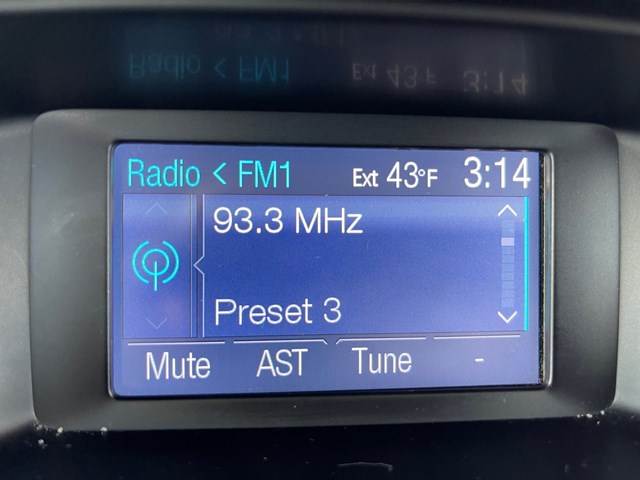 Radio < FM1 Ext 43°F 3:14
93.3 MHz
Preset 3
Mute AST Tune -